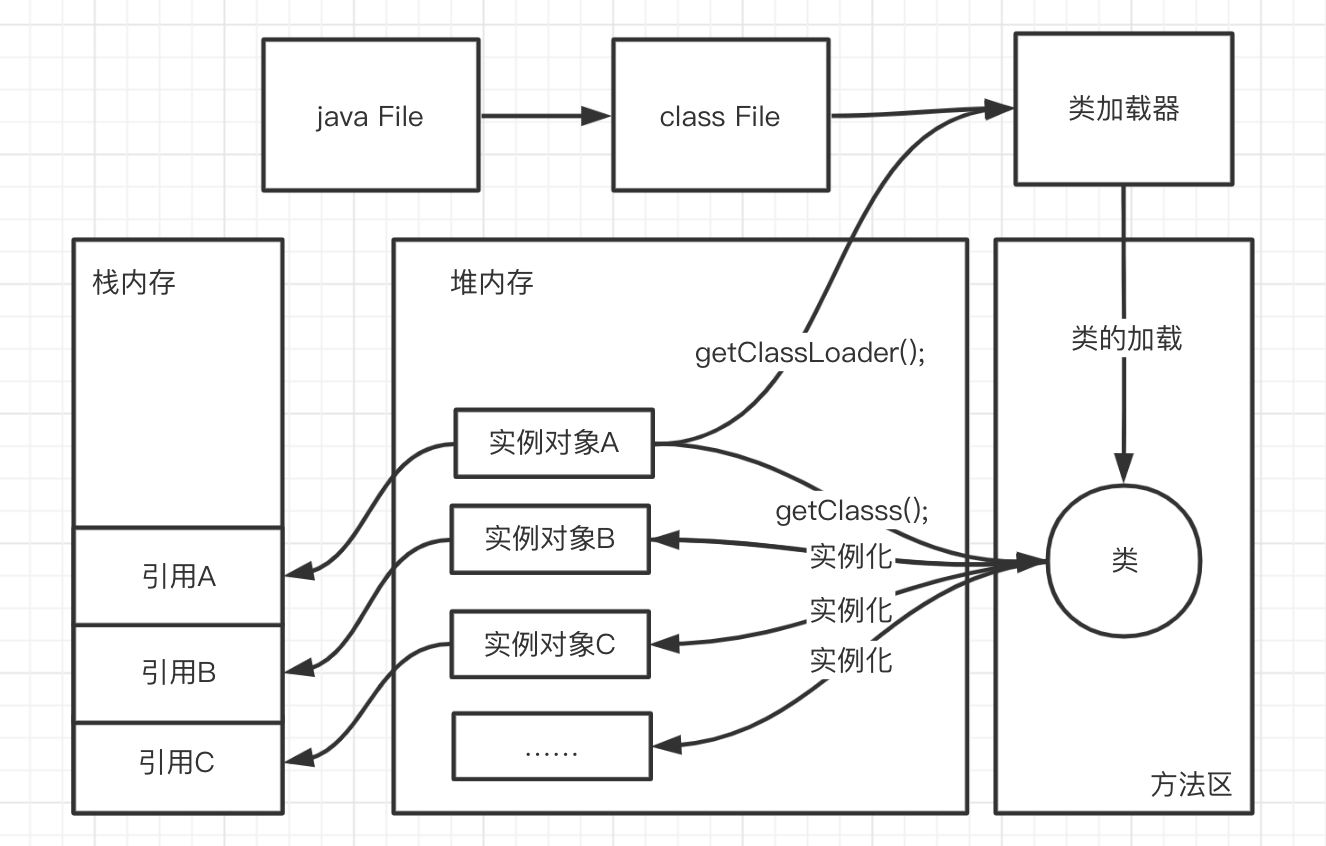 java File
class File
类加载器
栈内存
堆内存
类的加载
getClassLoader();
实例对象A
getClasss();
实例对象B
实例化
类
引用A
实例化
实例对象C
引用B
实例化
……
引用C
方法区